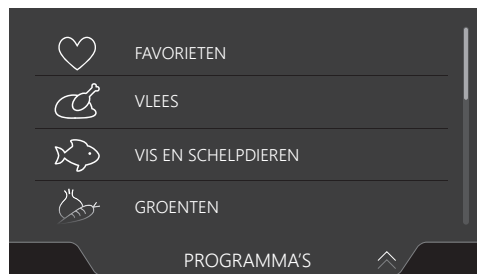 FAVORIETEN
VLEES
VIS EN SCHELPDIEREN
GROENTEN
PROGRAMMA'S